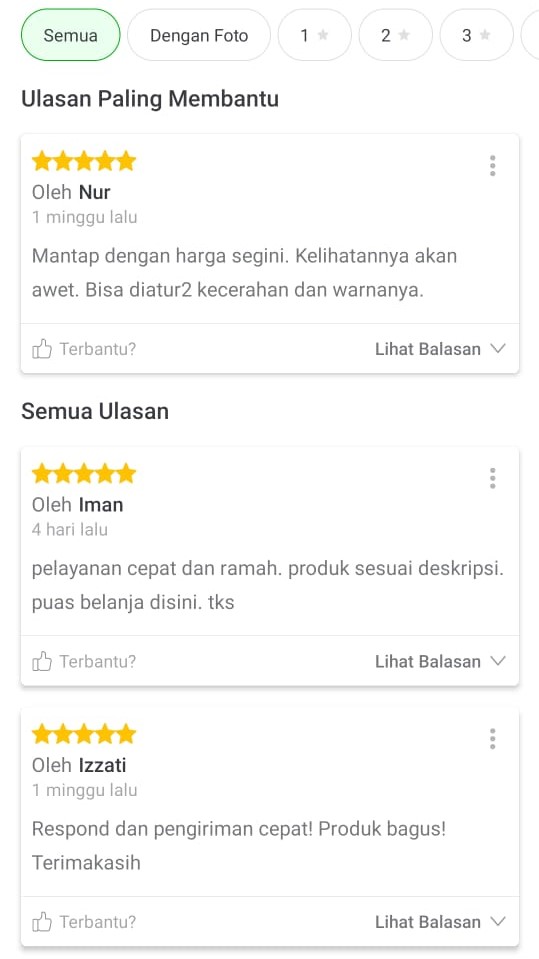 Semua Dengan Foto 1 2 3
Ulasan Paling Membantu
Oleh Nur
1 minggu lalu
Mantap dengan harga segini. Kelihatannya akan
awet. Bisa diatur2 kecerahan dan warnanya.
Terbantu? Lihat Balasan
Semua Ulasan
Oleh Iman
4 hari lalu
pelayanan cepat dan ramah. produk sesuai deskripsi.
puas belanja disini. tks
Terbantu? Lihat Balasan
Oleh Izzati
1 minggu lalu
Respond dan pengiriman cepat! Produk bagus!
Terimakasih
Terbantu? Lihat Balasan